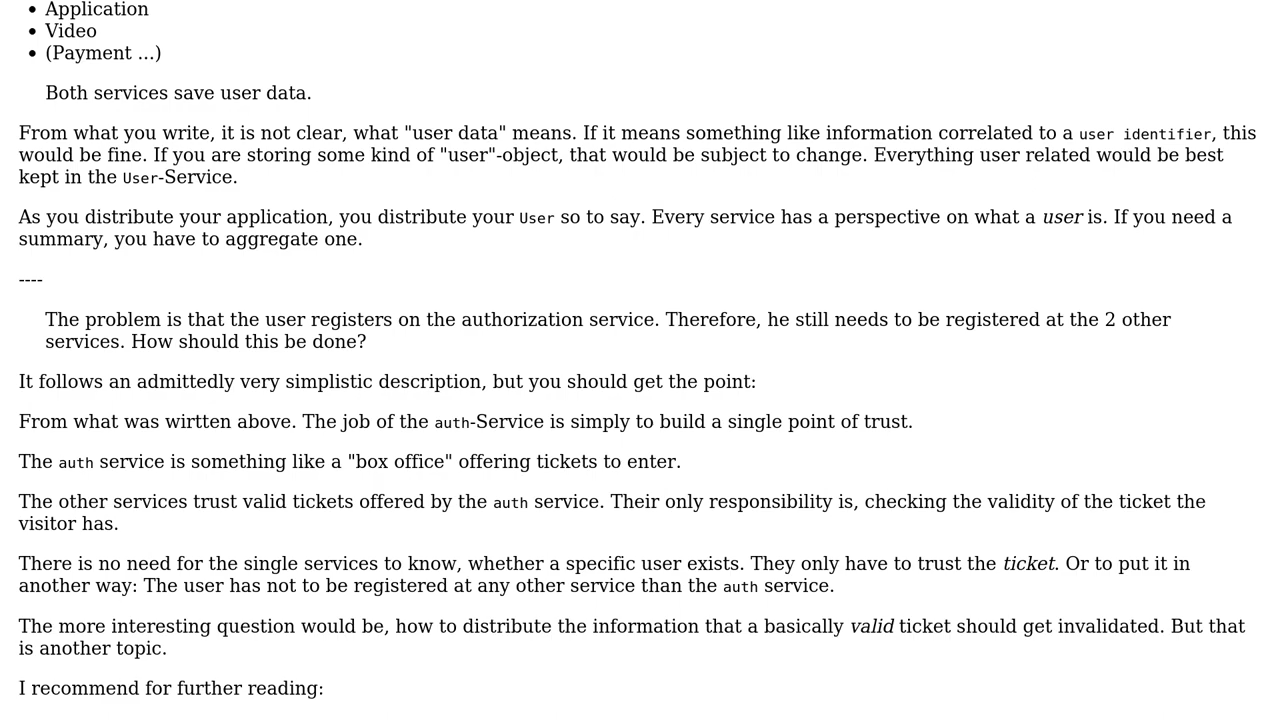 • Application
• Video
• (Payment ...)
Both services save user data.
From what you write, it is not clear, what "user data" means. If it means something like information correlated to a user identifier, this
would be fine. If you are storing some kind of "user"-object, that would be subject to change. Everything user related would be best
kept in the User-Service.
As you distribute your application, you distribute your User so to say. Every service has a perspective on what a user is. If you need a
summary, you have to aggregate one.
----
The problem is that the user registers on the authorization service. Therefore, he still needs to be registered at the 2 other
services. How should this be done?
It follows an admittedly very simplistic description, but you should get the point:
From what was wirtten above. The job of the auth-Service is simply to build a single point of trust.
The auth service is something like a "box office" offering tickets to enter.
The other services trust valid tickets offered by the auth service. Their only responsibility is, checking the validity of the ticket the
visitor has.
There is no need for the single services to know, whether a specific user exists. They only have to trust the ticket. Or to put it in
another way: The user has not to be registered at any other service than the auth service.
The more interesting question would be, how to distribute the information that a basically valid ticket should get invalidated. But that
is another topic.
I recommend for further reading: